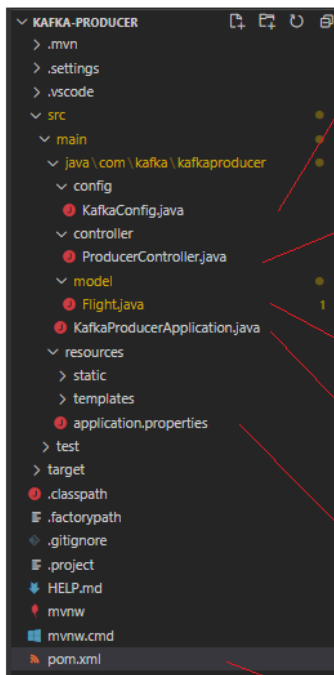 KAFKA-PRODUCER
.mvn
.settings
.vscode
src
main
java\com\kafka\kafkaproducer
config
KafkaConfig.java
controller
ProducerController.java
model
Flight.java 1
KafkaProducerApplication.java
resources
static
templates
application.properties
test
target
.classpath
.factorypath
.gitignore
.project
HELP.md
mvnw
mvnw.cmd
pom.xml